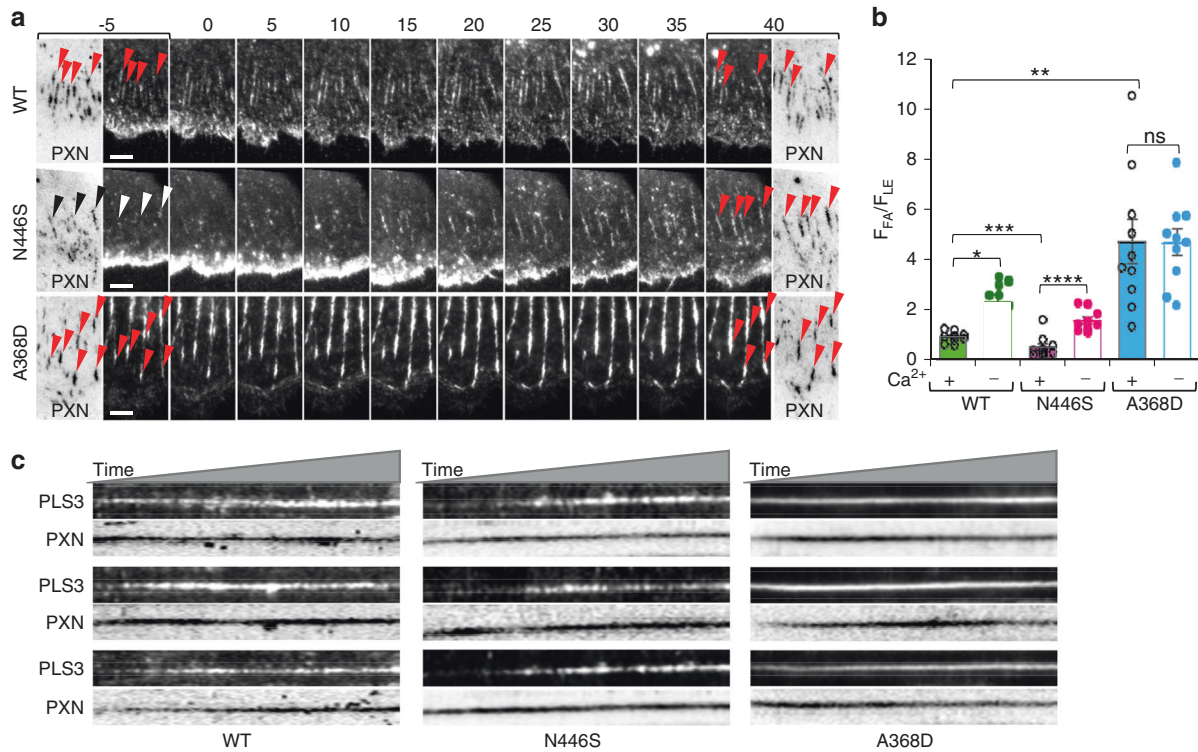 a
-5 0 5 10 15 20 25 30 35 40
WT
PXN PXN
N446S
PXN PXN
A368D
PXN PXN
b
F_FA/F_LE
12
10
8
6
4
2
0
**
ns
***
*
****
Ca2+ + − + − + −
WT N446S A368D
c
Time Time Time
PLS3
PXN
PLS3
PXN
PLS3
PXN
WT N446S A368D